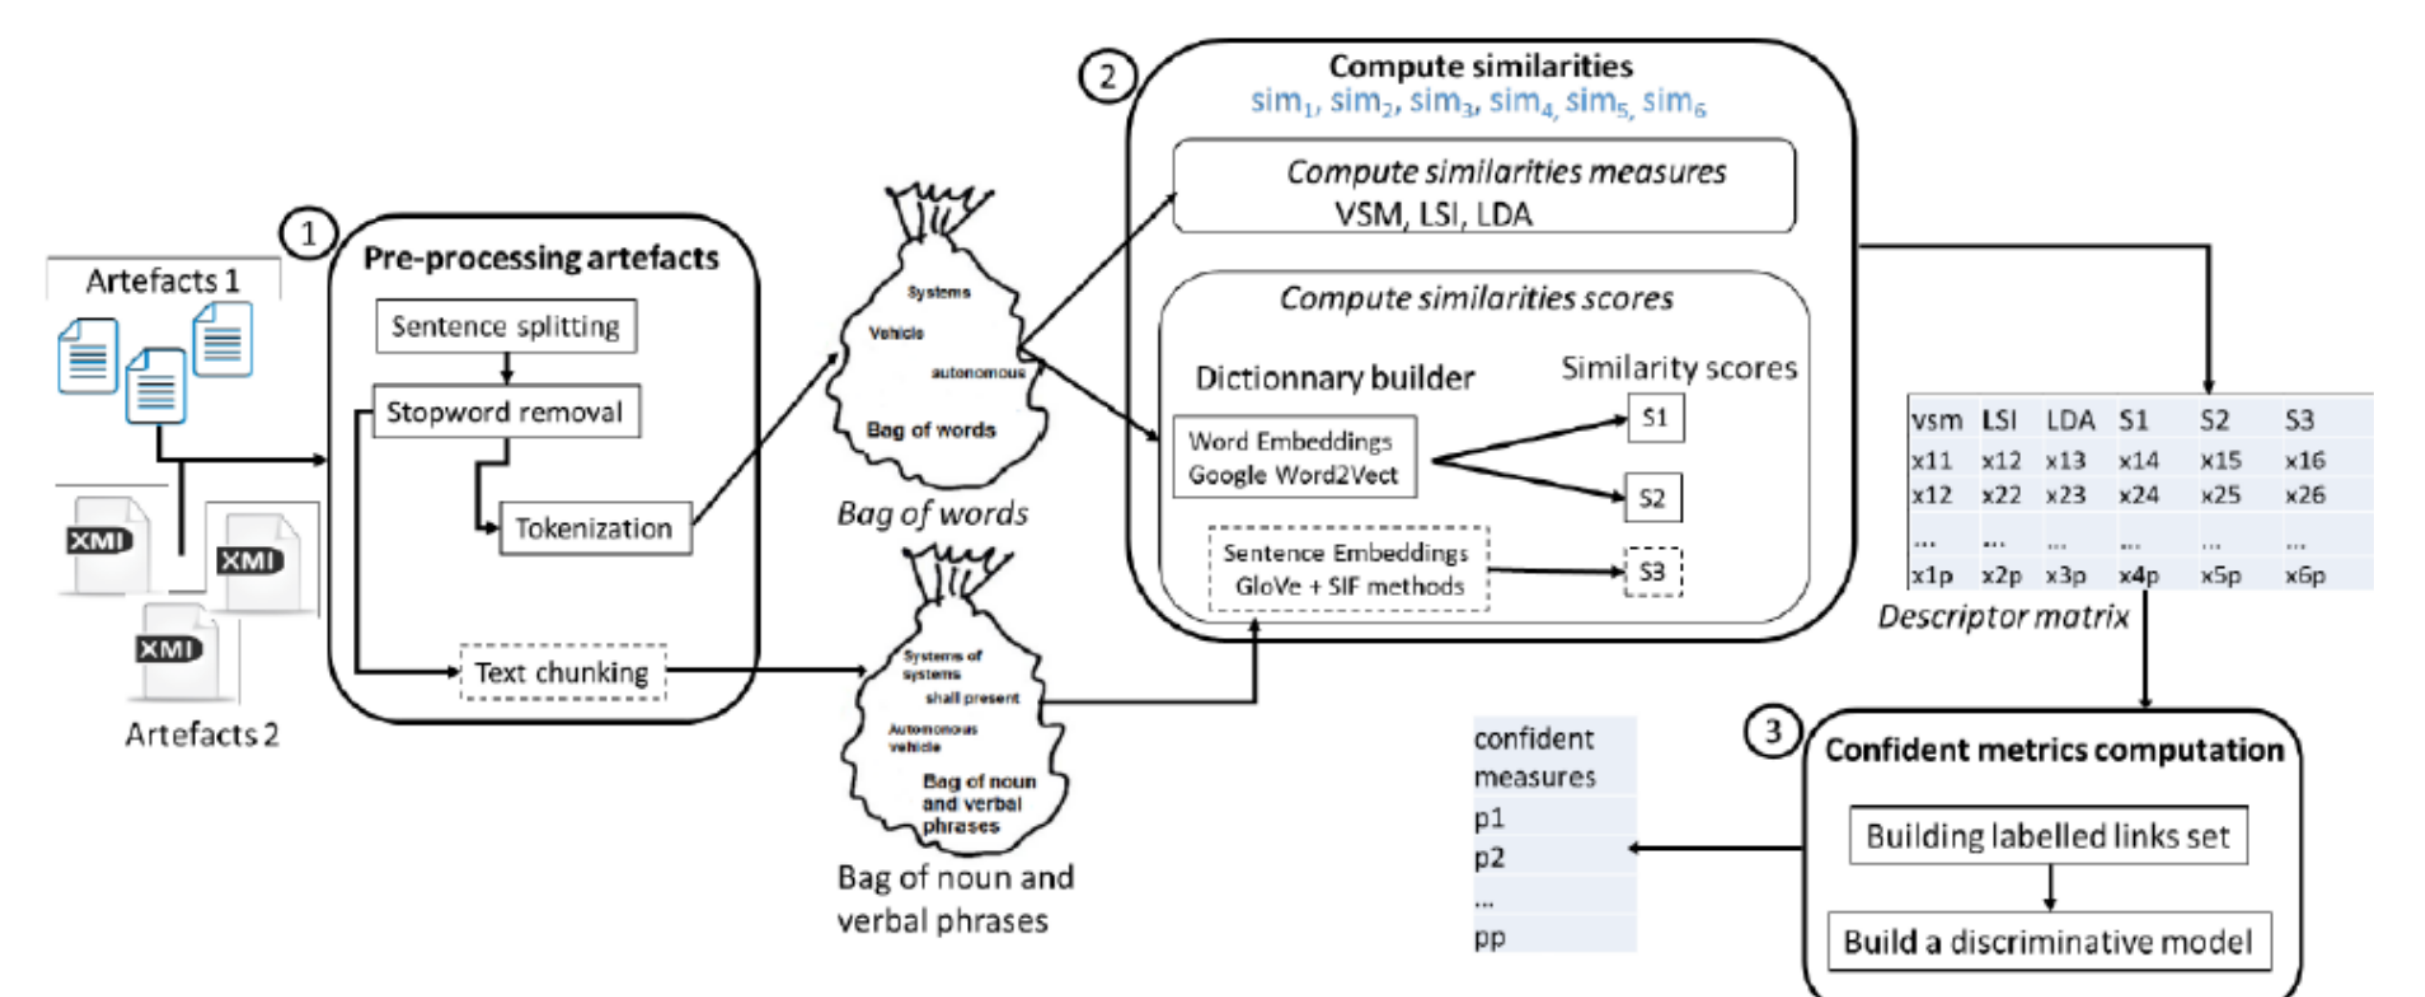 Artefacts 1
XMI
XMI
XMI
Artefacts 2
1
Pre-processing artefacts
Sentence splitting
Stopword removal
Tokenization
Text chunking
Systems
Vehicle
autonomous
Bag of words
Bag of words
Systems of
systems
shall present
Autonomous
vehicle
Bag of noun
and verbal
phrases
Bag of noun and
verbal phrases
2
Compute similarities
sim1, sim2, sim3, sim4, sim5, sim6
Compute similarities measures
VSM, LSI, LDA
Compute similarities scores
Dictionnary builder
Similarity scores
Word Embeddings
Google Word2Vect
S1
S2
Sentence Embeddings
GloVe + SIF methods
S3
vsm LSI LDA S1 S2 S3
x11 x12 x13 x14 x15 x16
x12 x22 x23 x24 x25 x26
... ... ... ... ... ...
x1p x2p x3p x4p x5p x6p
Descriptor matrix
3
Confident metrics computation
Building labelled links set
Build a discriminative model
confident
measures
p1
p2
...
pp